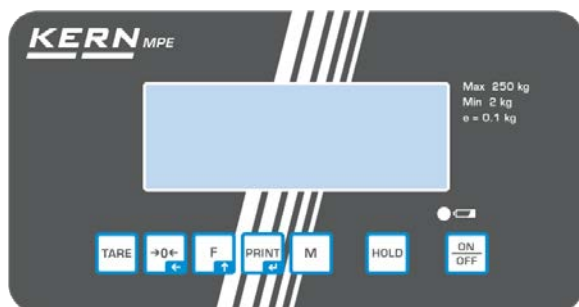 KERN MPE
Max 250 kg
Min 2 kg
e = 0.1 kg
TARE →0← F PRINT M HOLD ON
OFF